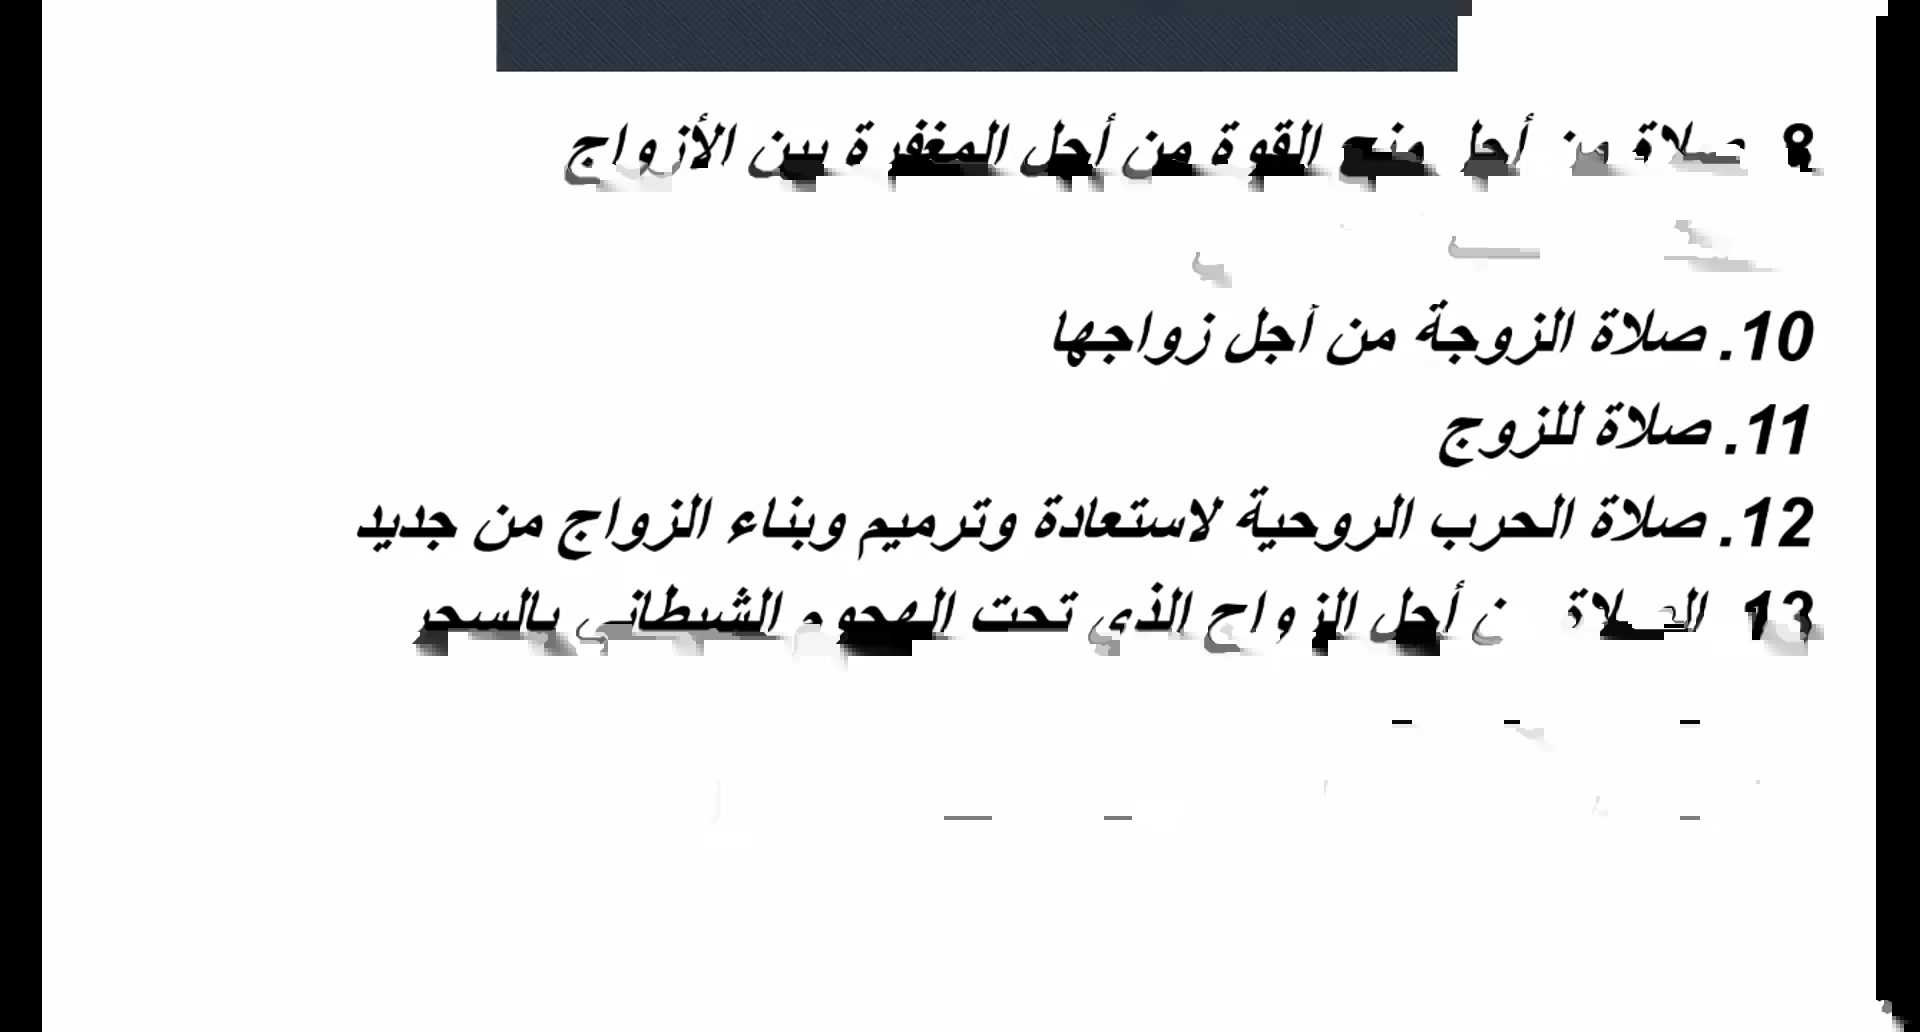 8. صلاة من أجل منح القوة من أجل المغفرة بين الأزواج
10. صلاة الزوجة من أجل زواجها
11. صلاة للزوج
12. صلاة الحرب الروحية لاستعادة وترميم وبناء الزواج من جديد
13. الصلاة من أجل الزواج الذي تحت الهجوم الشيطاني بالسحر